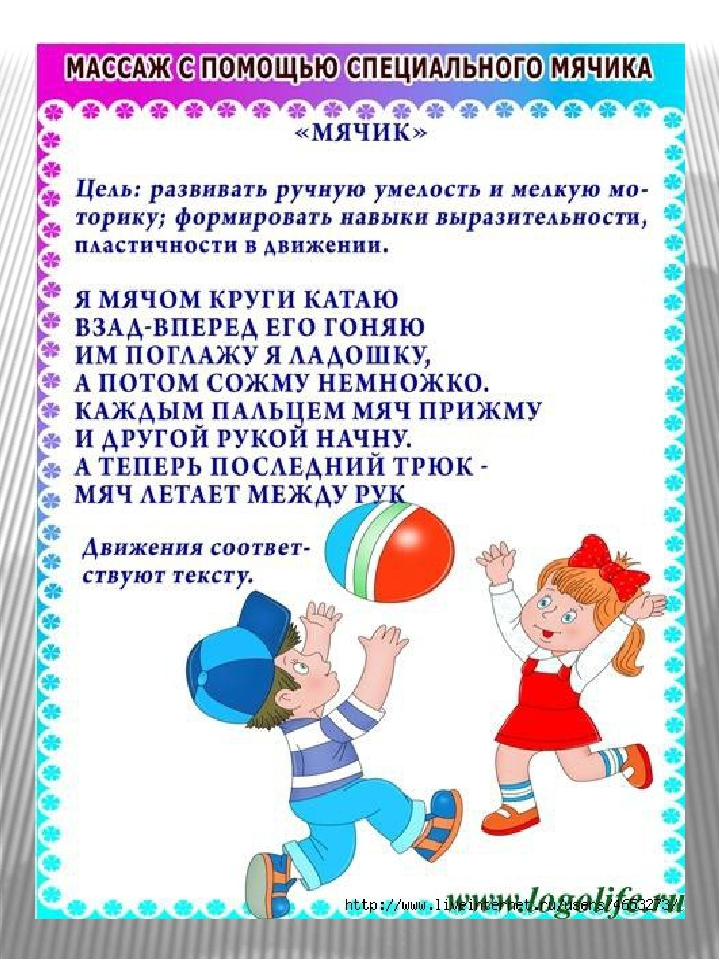 МАССАЖ С ПОМОЩЬЮ СПЕЦИАЛЬНОГО МЯЧИКА
«МЯЧИК»
Цель: развивать ручную умелость и мелкую мо-
торику; формировать навыки выразительности,
пластичности в движении.
Я МЯЧОМ КРУГИ КАТАЮ
ВЗАД-ВПЕРЕД ЕГО ГОНЯЮ
ИМ ПОГЛАЖУ Я ЛАДОШКУ,
А ПОТОМ СОЖМУ НЕМНОЖКО.
КАЖДЫМ ПАЛЬЦЕМ МЯЧ ПРИЖМУ
И ДРУГОЙ РУКОЙ НАЧНУ.
А ТЕПЕРЬ ПОСЛЕДНИЙ ТРЮК -
МЯЧ ЛЕТАЕТ МЕЖДУ РУК
Движения соответ-
ствуют тексту.
www.logolife.ru